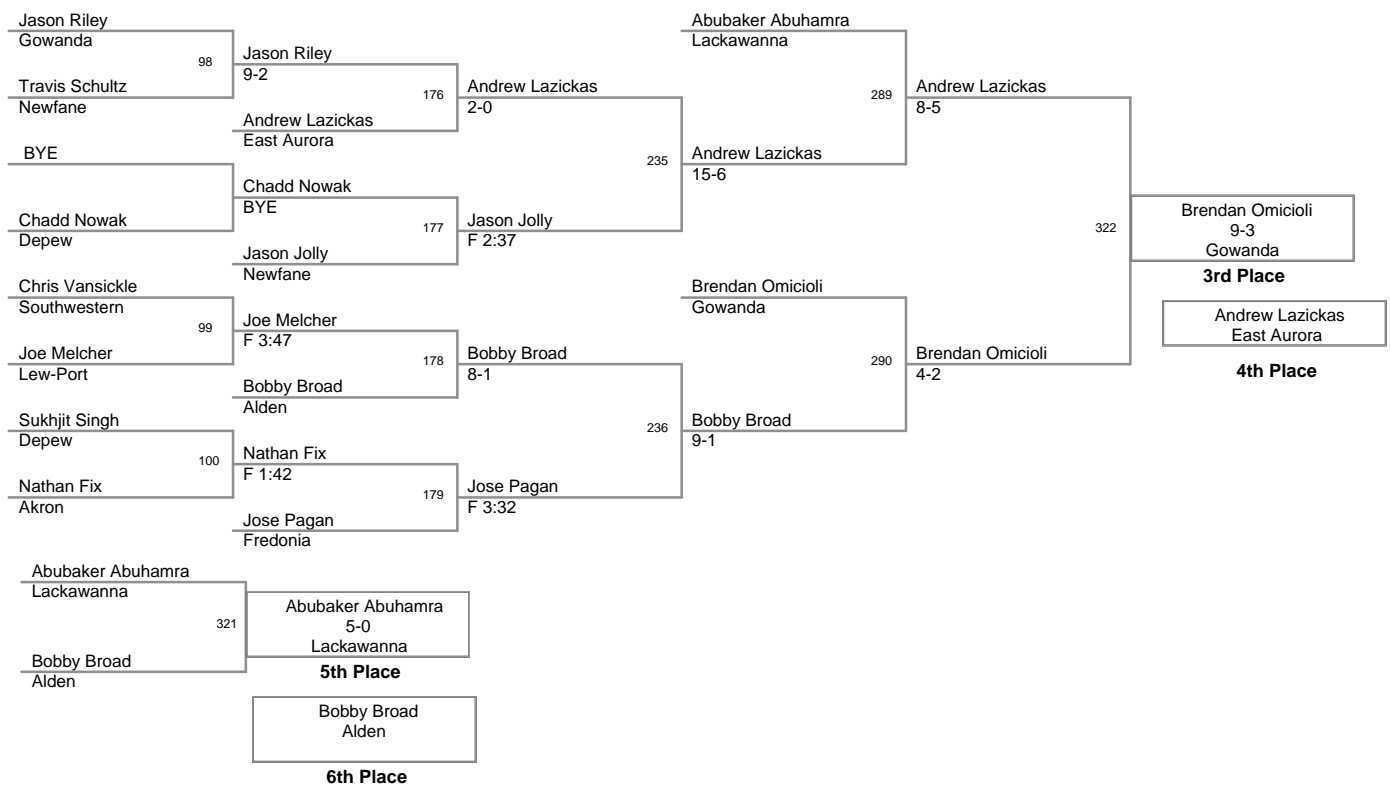 Jason Riley
Gowanda
98
Travis Schultz
Newfane
BYE
Chadd Nowak
Depew
Chris Vansickle
Southwestern
99
Joe Melcher
Lew-Port
Sukhjit Singh
Depew
100
Nathan Fix
Akron
Jason Riley
9-2
176
Andrew Lazickas
East Aurora
Chadd Nowak
BYE
177
Jason Jolly
Newfane
Joe Melcher
F 3:47
178
Bobby Broad
Alden
Nathan Fix
F 1:42
179
Jose Pagan
Fredonia
Andrew Lazickas
2-0
235
Jason Jolly
F 2:37
Bobby Broad
8-1
236
Jose Pagan
F 3:32
Abubaker Abuhamra
Lackawanna
289
Andrew Lazickas
15-6
Brendan Omicioli
Gowanda
290
Bobby Broad
9-1
Andrew Lazickas
8-5
322
Brendan Omicioli
4-2
Brendan Omicioli
9-3
Gowanda
3rd Place
Andrew Lazickas
East Aurora
4th Place
Abubaker Abuhamra
Lackawanna
321
Bobby Broad
Alden
Abubaker Abuhamra
5-0
Lackawanna
5th Place
Bobby Broad
Alden
6th Place